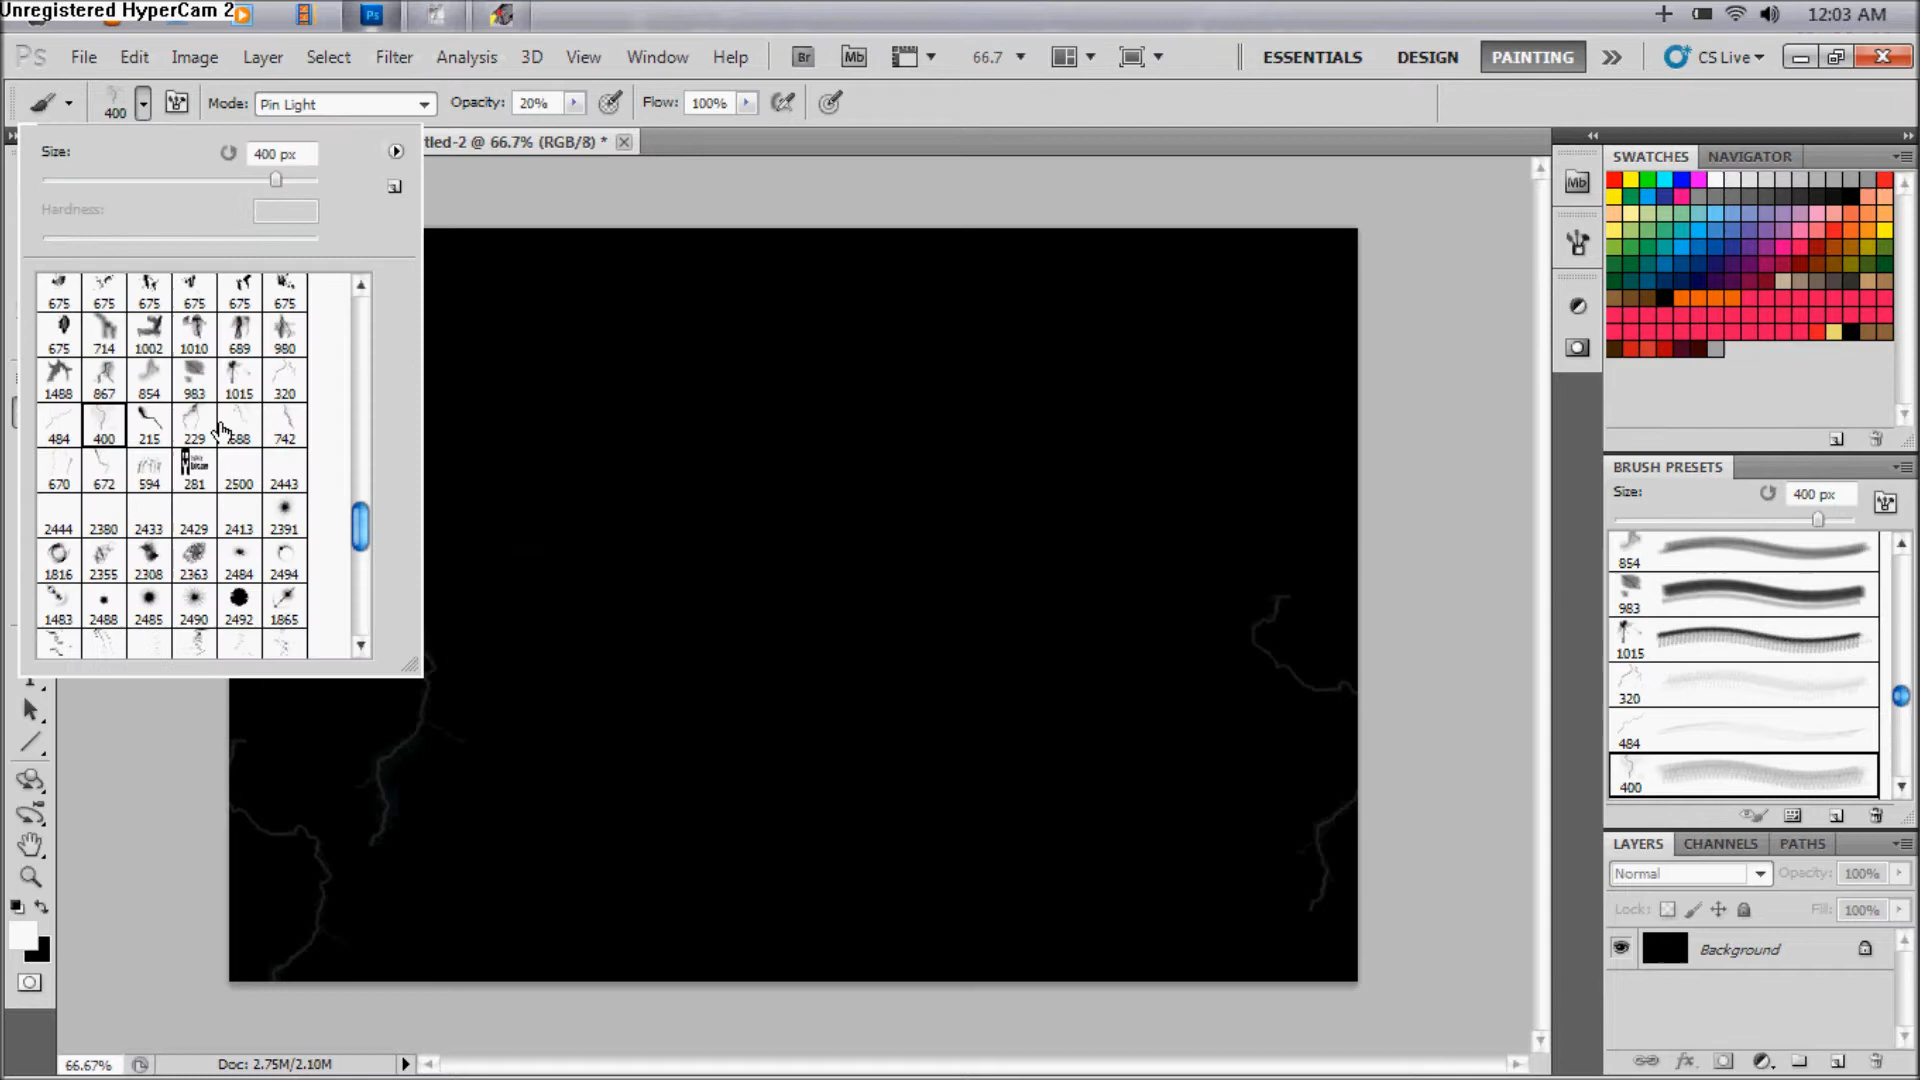 Unregistered HyperCam 2
12:03 AM
Ps File Edit Image Layer Select Filter Analysis 3D View Window Help Br Mb 66.7 ESSENTIALS DESIGN PAINTING CS Live
400 Mode: Pin Light Opacity: 20% Flow: 100%
tled-2 @ 66.7% (RGB/8) *
Size: 400 px
Hardness:
675 675 675 675 675 675
675 714 1002 1010 689 980
1488 867 854 983 1015 320
484 400 215 229 688 742
670 672 594 281 2500 2443
2444 2380 2433 2429 2413 2391
1816 2355 2308 2363 2484 2494
1483 2488 2485 2490 2492 1865
Mb
SWATCHES NAVIGATOR
BRUSH PRESETS
Size: 400 px
854
983
1015
320
484
400
LAYERS CHANNELS PATHS
Normal Opacity: 100%
Lock: Fill: 100%
Background
fx
66.67% Doc: 2.75M/2.10M